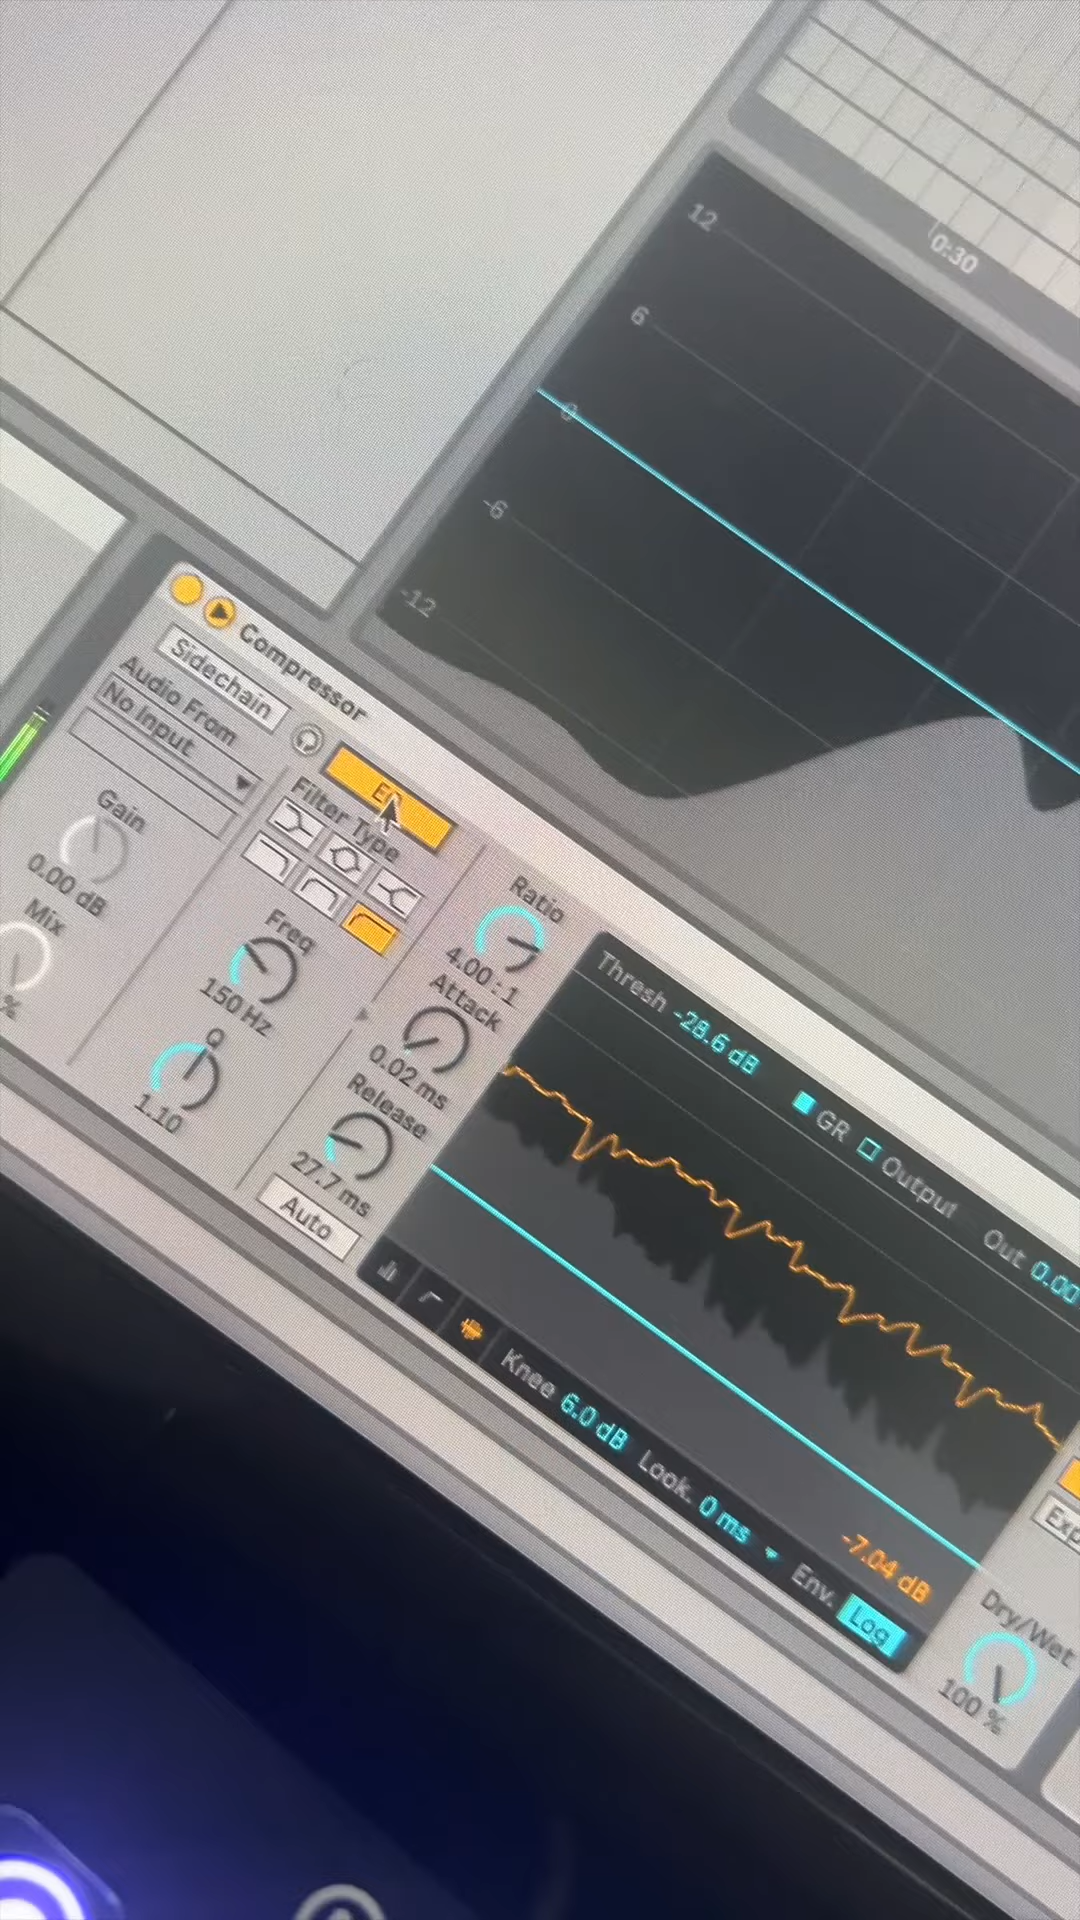 12
0:30
6
0
-6
-12
Compressor
Sidechain
Audio From
No Input
Gain
0.00 dB
Mix
%
EQ
Filter Type
Freq
150 Hz
Q
1.10
Ratio
4.00 : 1
Attack
0.02 ms
Release
27.7 ms
Auto
Thresh -28.6 dB
GR
Output
Out 0.00
Knee 6.0 dB
Look. 0 ms
-7.04 dB
Env. Log
Exp
Dry/Wet
100 %